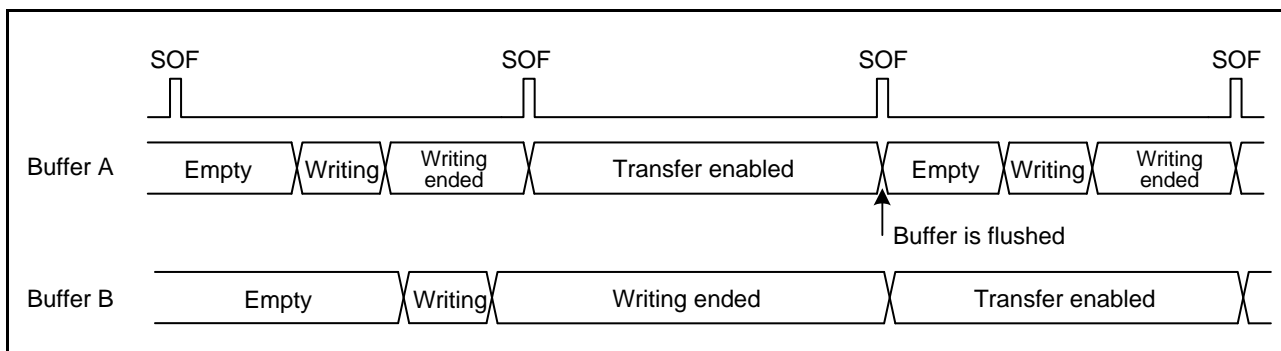 SOF SOF SOF SOF
Buffer A Empty Writing Writing ended Transfer enabled Empty Writing Writing ended
Buffer is flushed
Buffer B Empty Writing Writing ended Transfer enabled